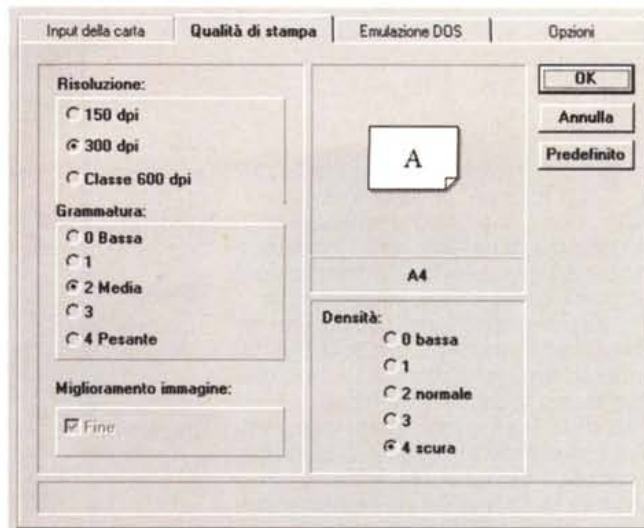 Input della carta
Qualità di stampa
Emulazione DOS
Opzioni
Risoluzione:
150 dpi
300 dpi
Classe 600 dpi
Grammatura:
0 Bassa
1
2 Media
3
4 Pesante
Miglioramento immagine:
Fine
A
A4
Densità:
0 bassa
1
2 normale
3
4 scura
OK
Annulla
Predefinito